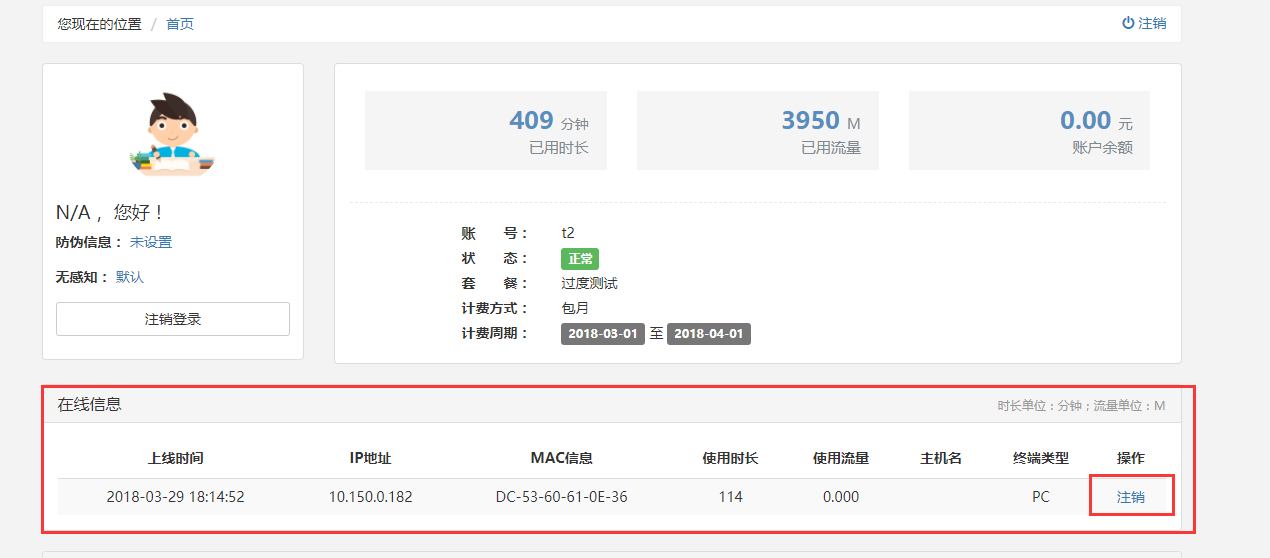 您现在的位置 / 首页
注销
N/A ，您好！
防伪信息： 未设置
无感知： 默认
注销登录
409 分钟
已用时长
3950 M
已用流量
0.00 元
账户余额
账 号： t2
状 态： 正常
套 餐： 过度测试
计费方式： 包月
计费周期： 2018-03-01 至 2018-04-01
在线信息
时长单位：分钟；流量单位：M
上线时间 IP地址 MAC信息 使用时长 使用流量 主机名 终端类型 操作
2018-03-29 18:14:52 10.150.0.182 DC-53-60-61-0E-36 114 0.000 PC 注销